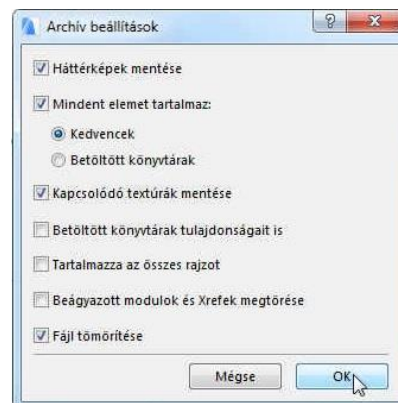 Archív beállítások
Háttérképek mentése
Mindent elemet tartalmaz:
Kedvencek
Betöltött könyvtárak
Kapcsolódó textúrák mentése
Betöltött könyvtárak tulajdonságait is
Tartalmazza az összes rajzot
Beágyazott modulok és Xrefek megtörése
Fájl tömörítése
Mégse OK